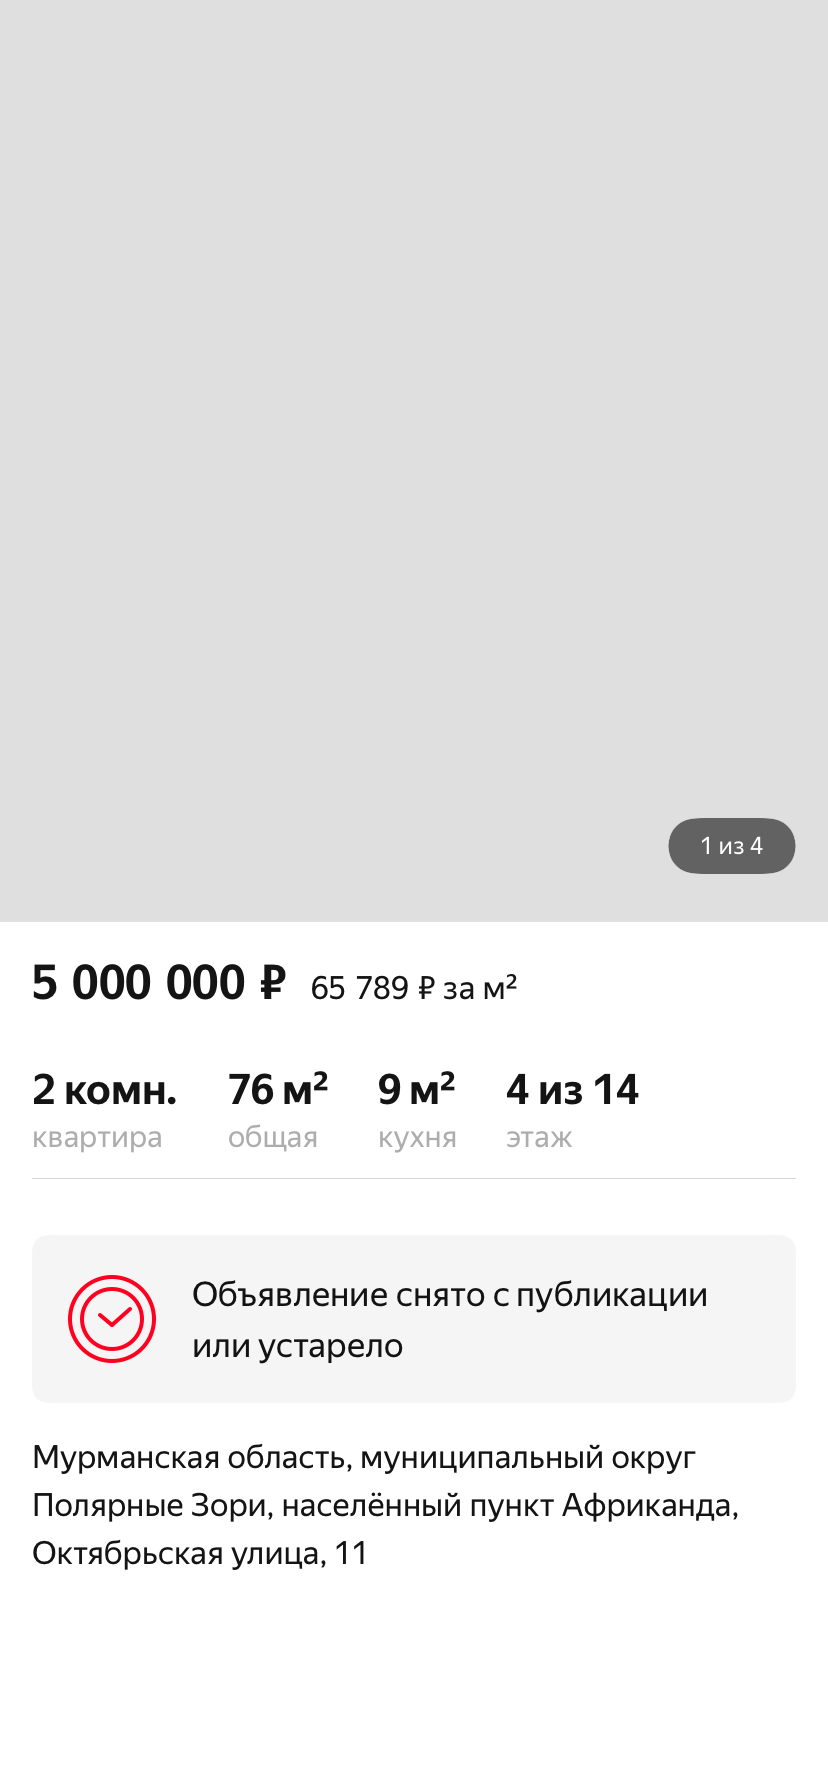 1 из 4
5 000 000 ₽ 65 789 ₽ за м²
2 комн. 76 м² 9 м² 4 из 14
квартира общая кухня этаж
Объявление снято с публикации
или устарело
Мурманская область, муниципальный округ
Полярные Зори, населённый пункт Африканда,
Октябрьская улица, 11